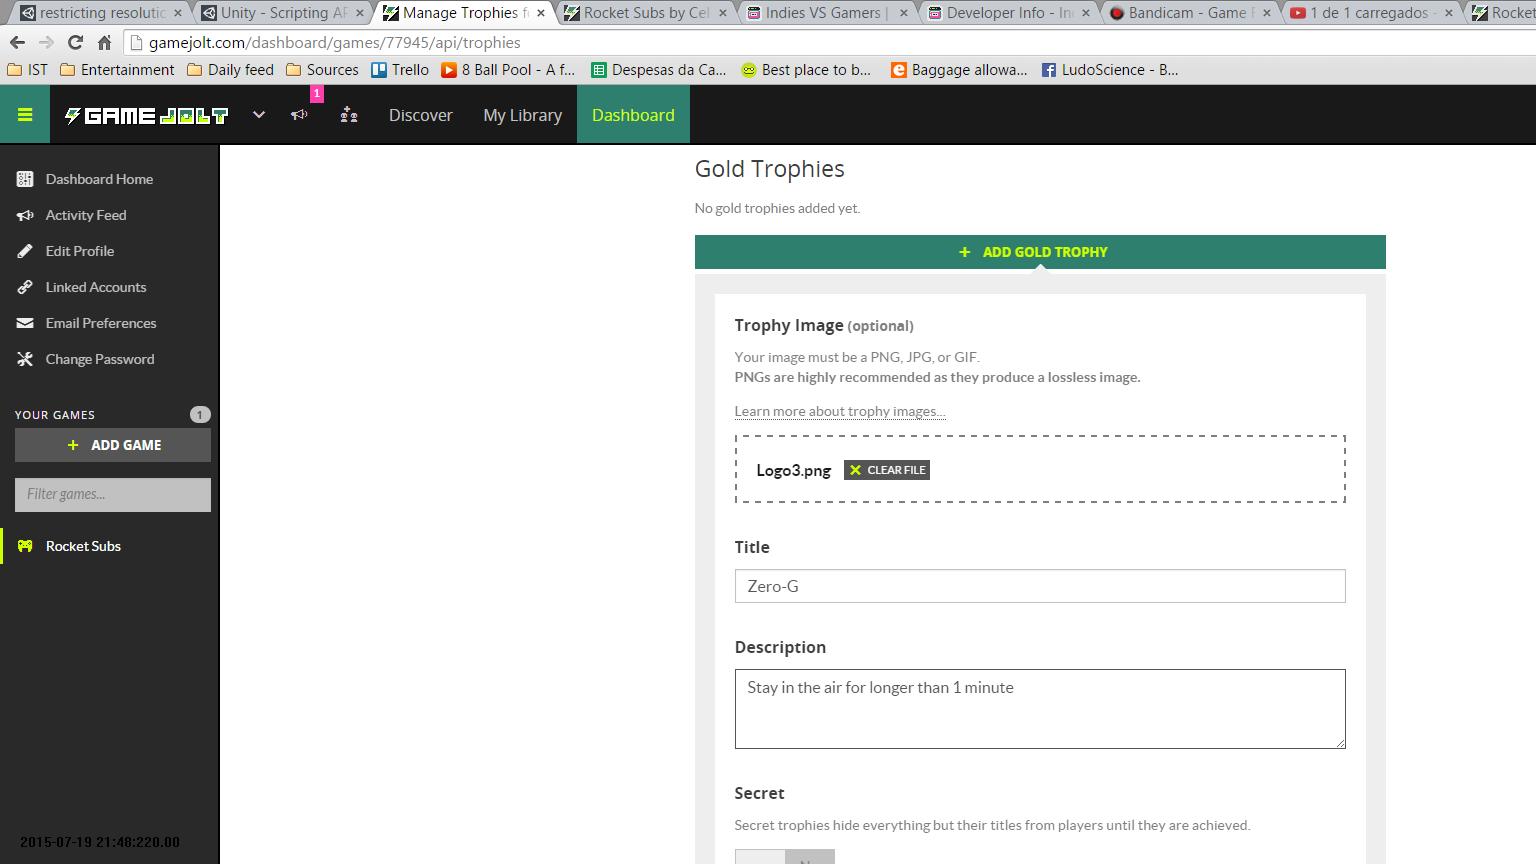 restricting resolutic
Unity - Scripting AP
Manage Trophies f
Rocket Subs by Cel
Indies VS Gamers |
Developer Info - In
Bandicam - Game F
1 de 1 carregados -
Rocket
gamejolt.com/dashboard/games/77945/api/trophies
IST
Entertainment
Daily feed
Sources
Trello
8 Ball Pool - A f...
Despesas da Ca...
Best place to b...
Baggage allowa...
LudoScience - B...
GAME JOLT
1
Discover
My Library
Dashboard
Dashboard Home
Activity Feed
Edit Profile
Linked Accounts
Email Preferences
Change Password
YOUR GAMES 1
+ ADD GAME
Filter games...
Rocket Subs
2015-07-19 21:48:220.00
Gold Trophies
No gold trophies added yet.
+ ADD GOLD TROPHY
Trophy Image (optional)
Your image must be a PNG, JPG, or GIF.
PNGs are highly recommended as they produce a lossless image.
Learn more about trophy images...
Logo3.png CLEAR FILE
Title
Zero-G
Description
Stay in the air for longer than 1 minute
Secret
Secret trophies hide everything but their titles from players until they are achieved.